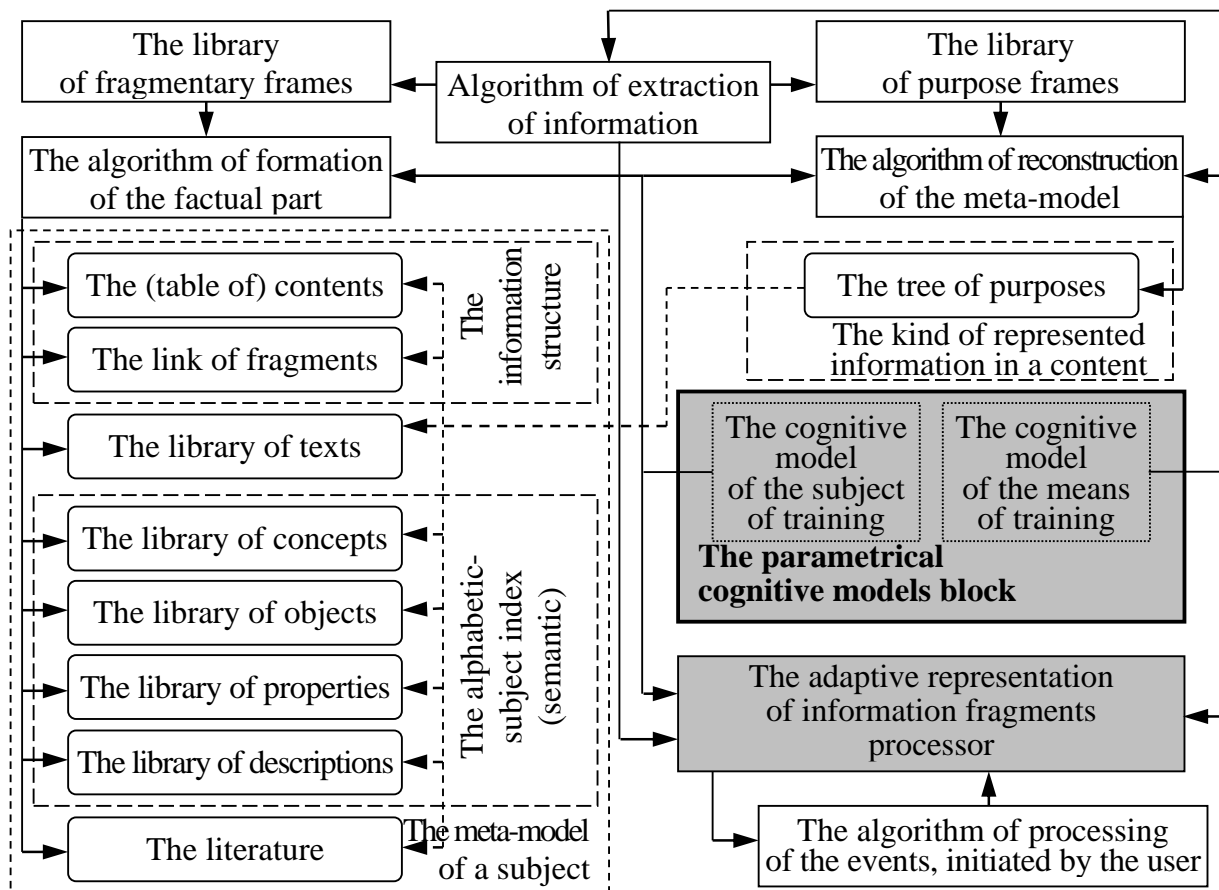 The library
of fragmentary frames
Algorithm of extraction
of information
The library
of purpose frames
The algorithm of formation
of the factual part
The algorithm of reconstruction
of the meta-model
The (table of) contents
The link of fragments
The
information
structure
The tree of purposes
The kind of represented
information in a content
The library of texts
The cognitive
model
of the subject
of training
The cognitive
model
of the means
of training
The parametrical
cognitive models block
The library of concepts
The library of objects
The library of properties
The library of descriptions
The alphabetic-
subject index
(semantic)
The adaptive representation
of information fragments
processor
The literature
The meta-model
of a subject
The algorithm of processing
of the events, initiated by the user